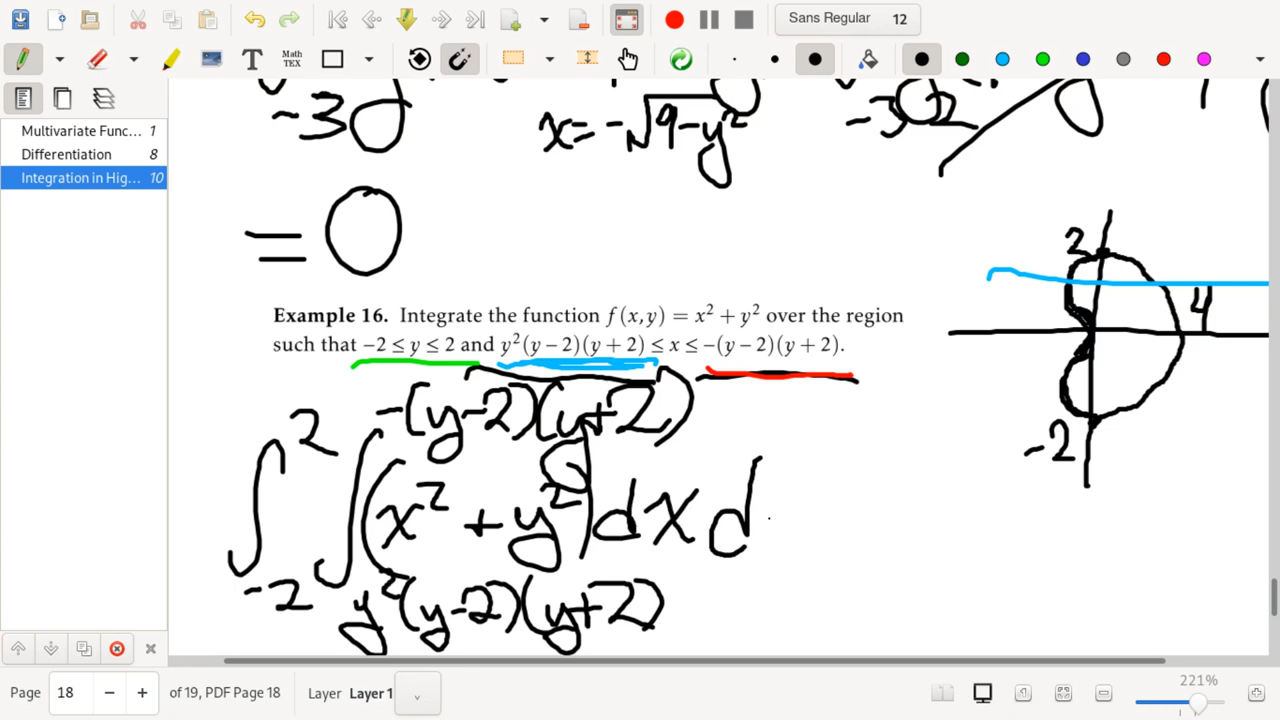 Sans Regular 12
T Math TEX
Multivariate Func... 1
Differentiation 8
Integration in Hig... 10
-3
x = -√9-y²
-3
= 0
Example 16. Integrate the function f(x,y) = x² + y² over the region
such that -2 ≤ y ≤ 2 and y²(y-2)(y+2) ≤ x ≤ -(y-2)(y+2).
2
4
-2
2 -(y-2)(y+2)
∫ ∫ (x² + y²) dx d
-2 y²(y-2)(y+2)
Page 18 of 19, PDF Page 18 Layer Layer 1 221%